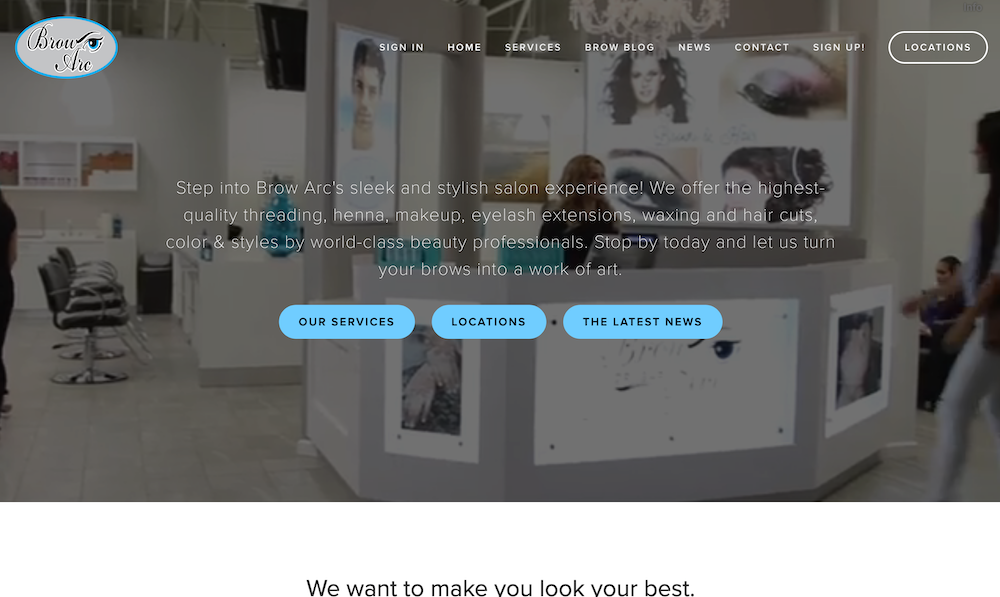 Brow
Arc
Info
SIGN IN
HOME
SERVICES
BROW BLOG
NEWS
CONTACT
SIGN UP!
LOCATIONS
Step into Brow Arc's sleek and stylish salon experience! We offer the highest-
quality threading, henna, makeup, eyelash extensions, waxing and hair cuts,
color & styles by world-class beauty professionals. Stop by today and let us turn
your brows into a work of art.
OUR SERVICES
LOCATIONS
THE LATEST NEWS
We want to make you look your best.